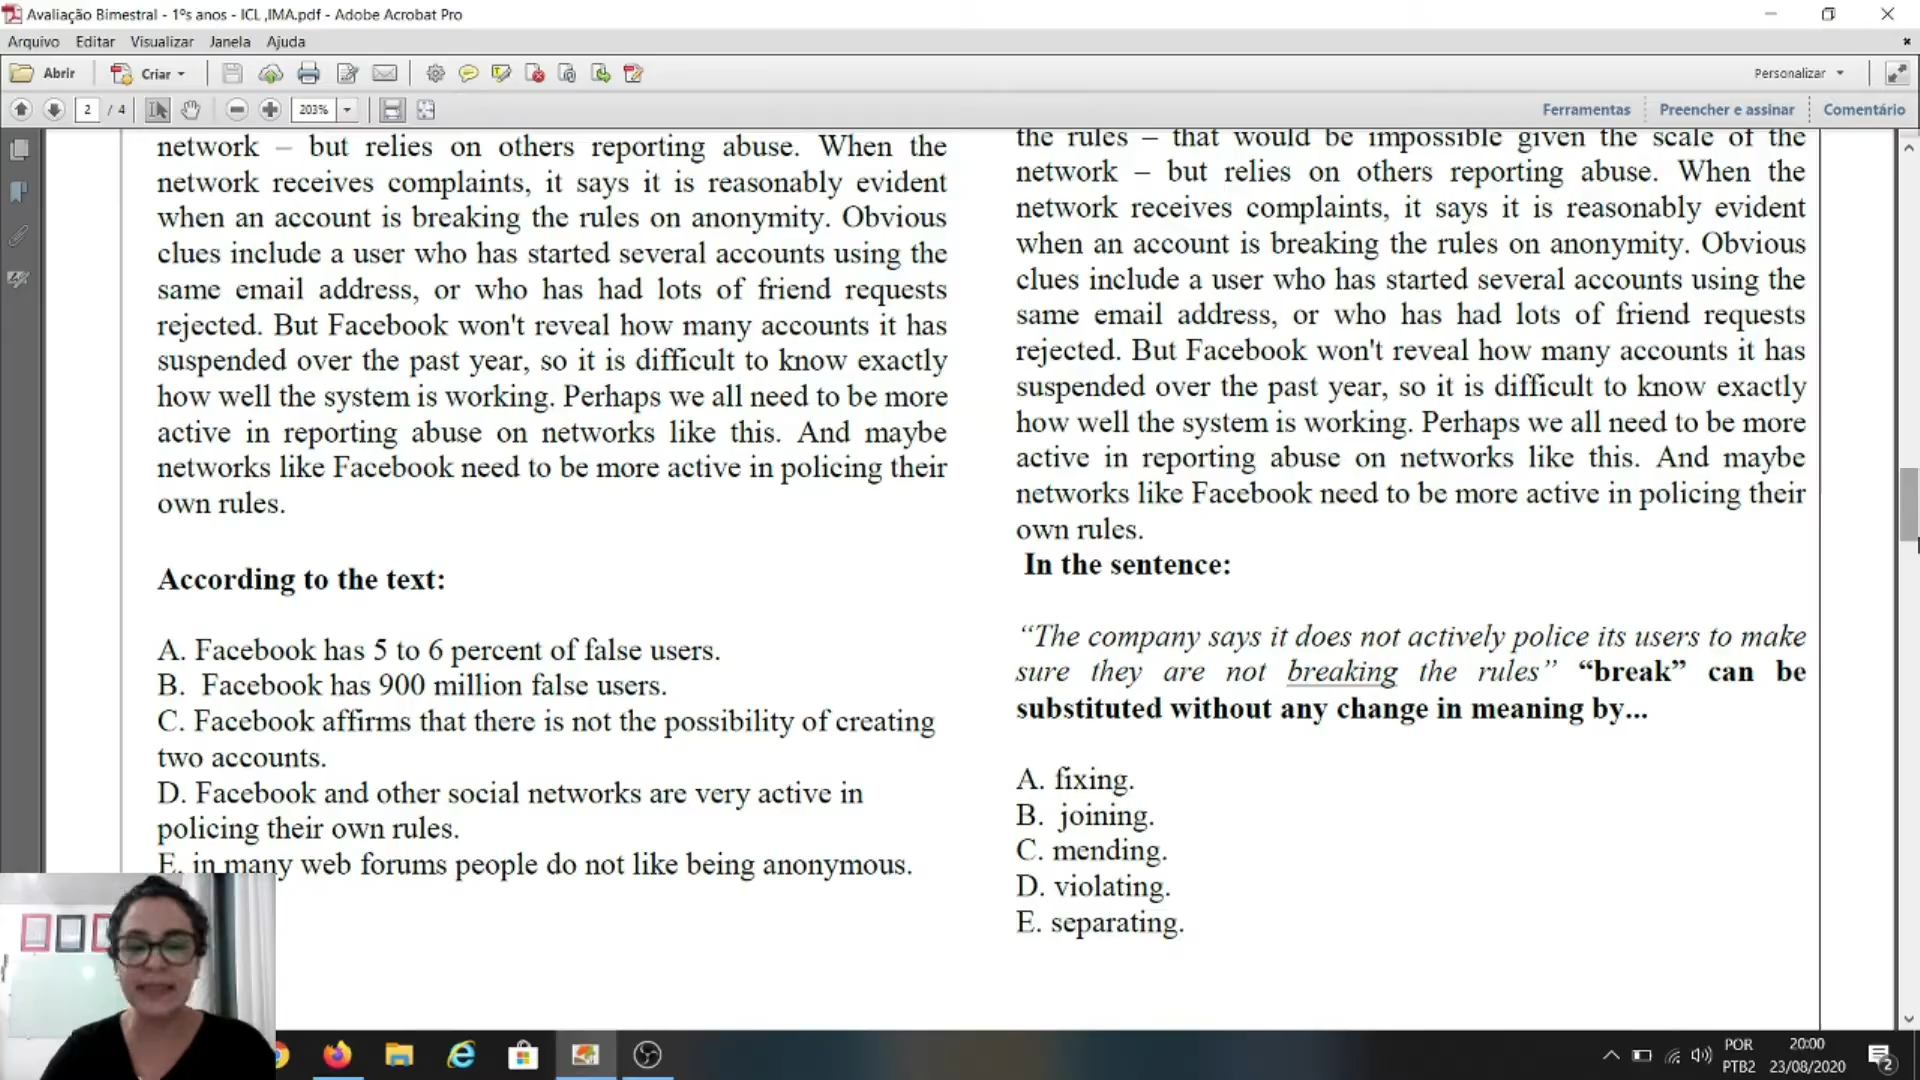 Avaliação Bimestral - 1ºs anos - ICL ,IMA.pdf - Adobe Acrobat Pro
Arquivo Editar Visualizar Janela Ajuda
Abrir Criar Personalizar
2 / 4 203% Ferramentas Preencher e assinar Comentário
network – but relies on others reporting abuse. When the
network receives complaints, it says it is reasonably evident
when an account is breaking the rules on anonymity. Obvious
clues include a user who has started several accounts using the
same email address, or who has had lots of friend requests
rejected. But Facebook won't reveal how many accounts it has
suspended over the past year, so it is difficult to know exactly
how well the system is working. Perhaps we all need to be more
active in reporting abuse on networks like this. And maybe
networks like Facebook need to be more active in policing their
own rules.
According to the text:
A. Facebook has 5 to 6 percent of false users.
B. Facebook has 900 million false users.
C. Facebook affirms that there is not the possibility of creating
two accounts.
D. Facebook and other social networks are very active in
policing their own rules.
E. in many web forums people do not like being anonymous.
the rules – that would be impossible given the scale of the
network – but relies on others reporting abuse. When the
network receives complaints, it says it is reasonably evident
when an account is breaking the rules on anonymity. Obvious
clues include a user who has started several accounts using the
same email address, or who has had lots of friend requests
rejected. But Facebook won't reveal how many accounts it has
suspended over the past year, so it is difficult to know exactly
how well the system is working. Perhaps we all need to be more
active in reporting abuse on networks like this. And maybe
networks like Facebook need to be more active in policing their
own rules.
In the sentence:
“The company says it does not actively police its users to make
sure they are not breaking the rules” “break” can be
substituted without any change in meaning by...
A. fixing.
B. joining.
C. mending.
D. violating.
E. separating.
POR 20:00
PTB2 23/08/2020 2